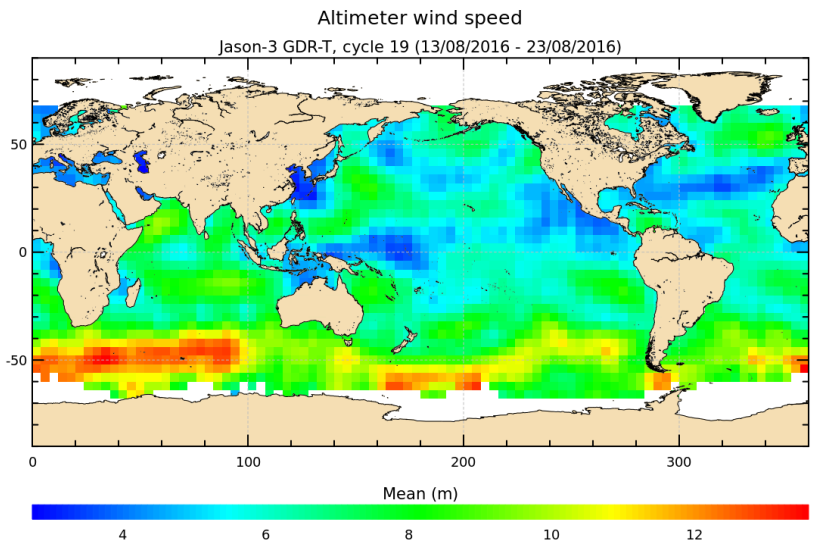 Altimeter wind speed
Jason-3 GDR-T, cycle 19 (13/08/2016 - 23/08/2016)
50
0
-50
0 100 200 300
Mean (m)
4 6 8 10 12